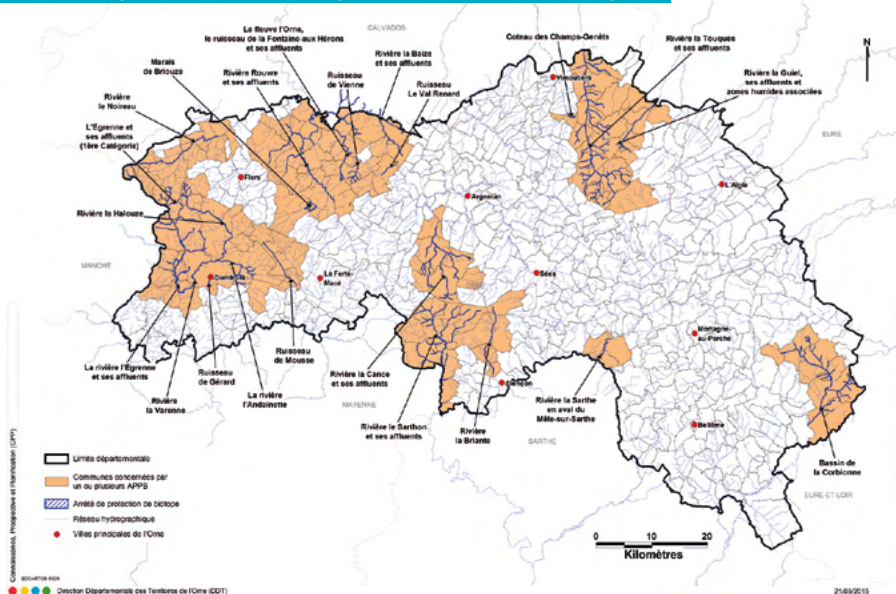 CALVADOS
Le fleuve l'Orne,
le ruisseau de la Fontaine-aux Hérons
et ses affluents
Coteau des Champs-Genêts
Rivière la Touques
et ses affluents
N
Marais
de Briouze
Rivière Rouvre
et ses affluents
Ruisseau
de Vienne
Rivière la Baize
et ses affluents
Ruisseau
Le Val Renard
Vimoutiers
Rivière la Guiel,
ses affluents et
zones humides associées
Rivière
le Noireau
L'Egrenne et
ses affluents
(1ère Catégorie)
EURE
Flers
L'Aigle
Argentan
Rivière la Halouze
MANCHE
Domfront
La Ferté-
Macé
Sées
ORNE
Mortagne-
au-Perche
La rivière l'Egrenne
et ses affluents
Rivière
la Varenne
Ruisseau
de Gérard
La rivière
l'Andainette
Ruisseau
de Mousse
Rivière la Cance
et ses affluents
Alençon
MAYENNE
Rivière le Sarthon
et ses affluents
Rivière
la Briante
Rivière la Sarthe
en aval du
Mêle-sur-Sarthe
SARTHE
Bellême
Bassin de
la Corbionne
EURE-ET-LOIR
Limite départementale
Communes concernées par
un ou plusieurs APPB
Arrêté de protection de biotope
Réseau hydrographique
Villes principales de l'Orne
0 10 20
Kilomètres
Connaissance, Prospective et Planification (CPP)
Direction Départementale des Territoires de l'Orne (DDT)
21/05/2015